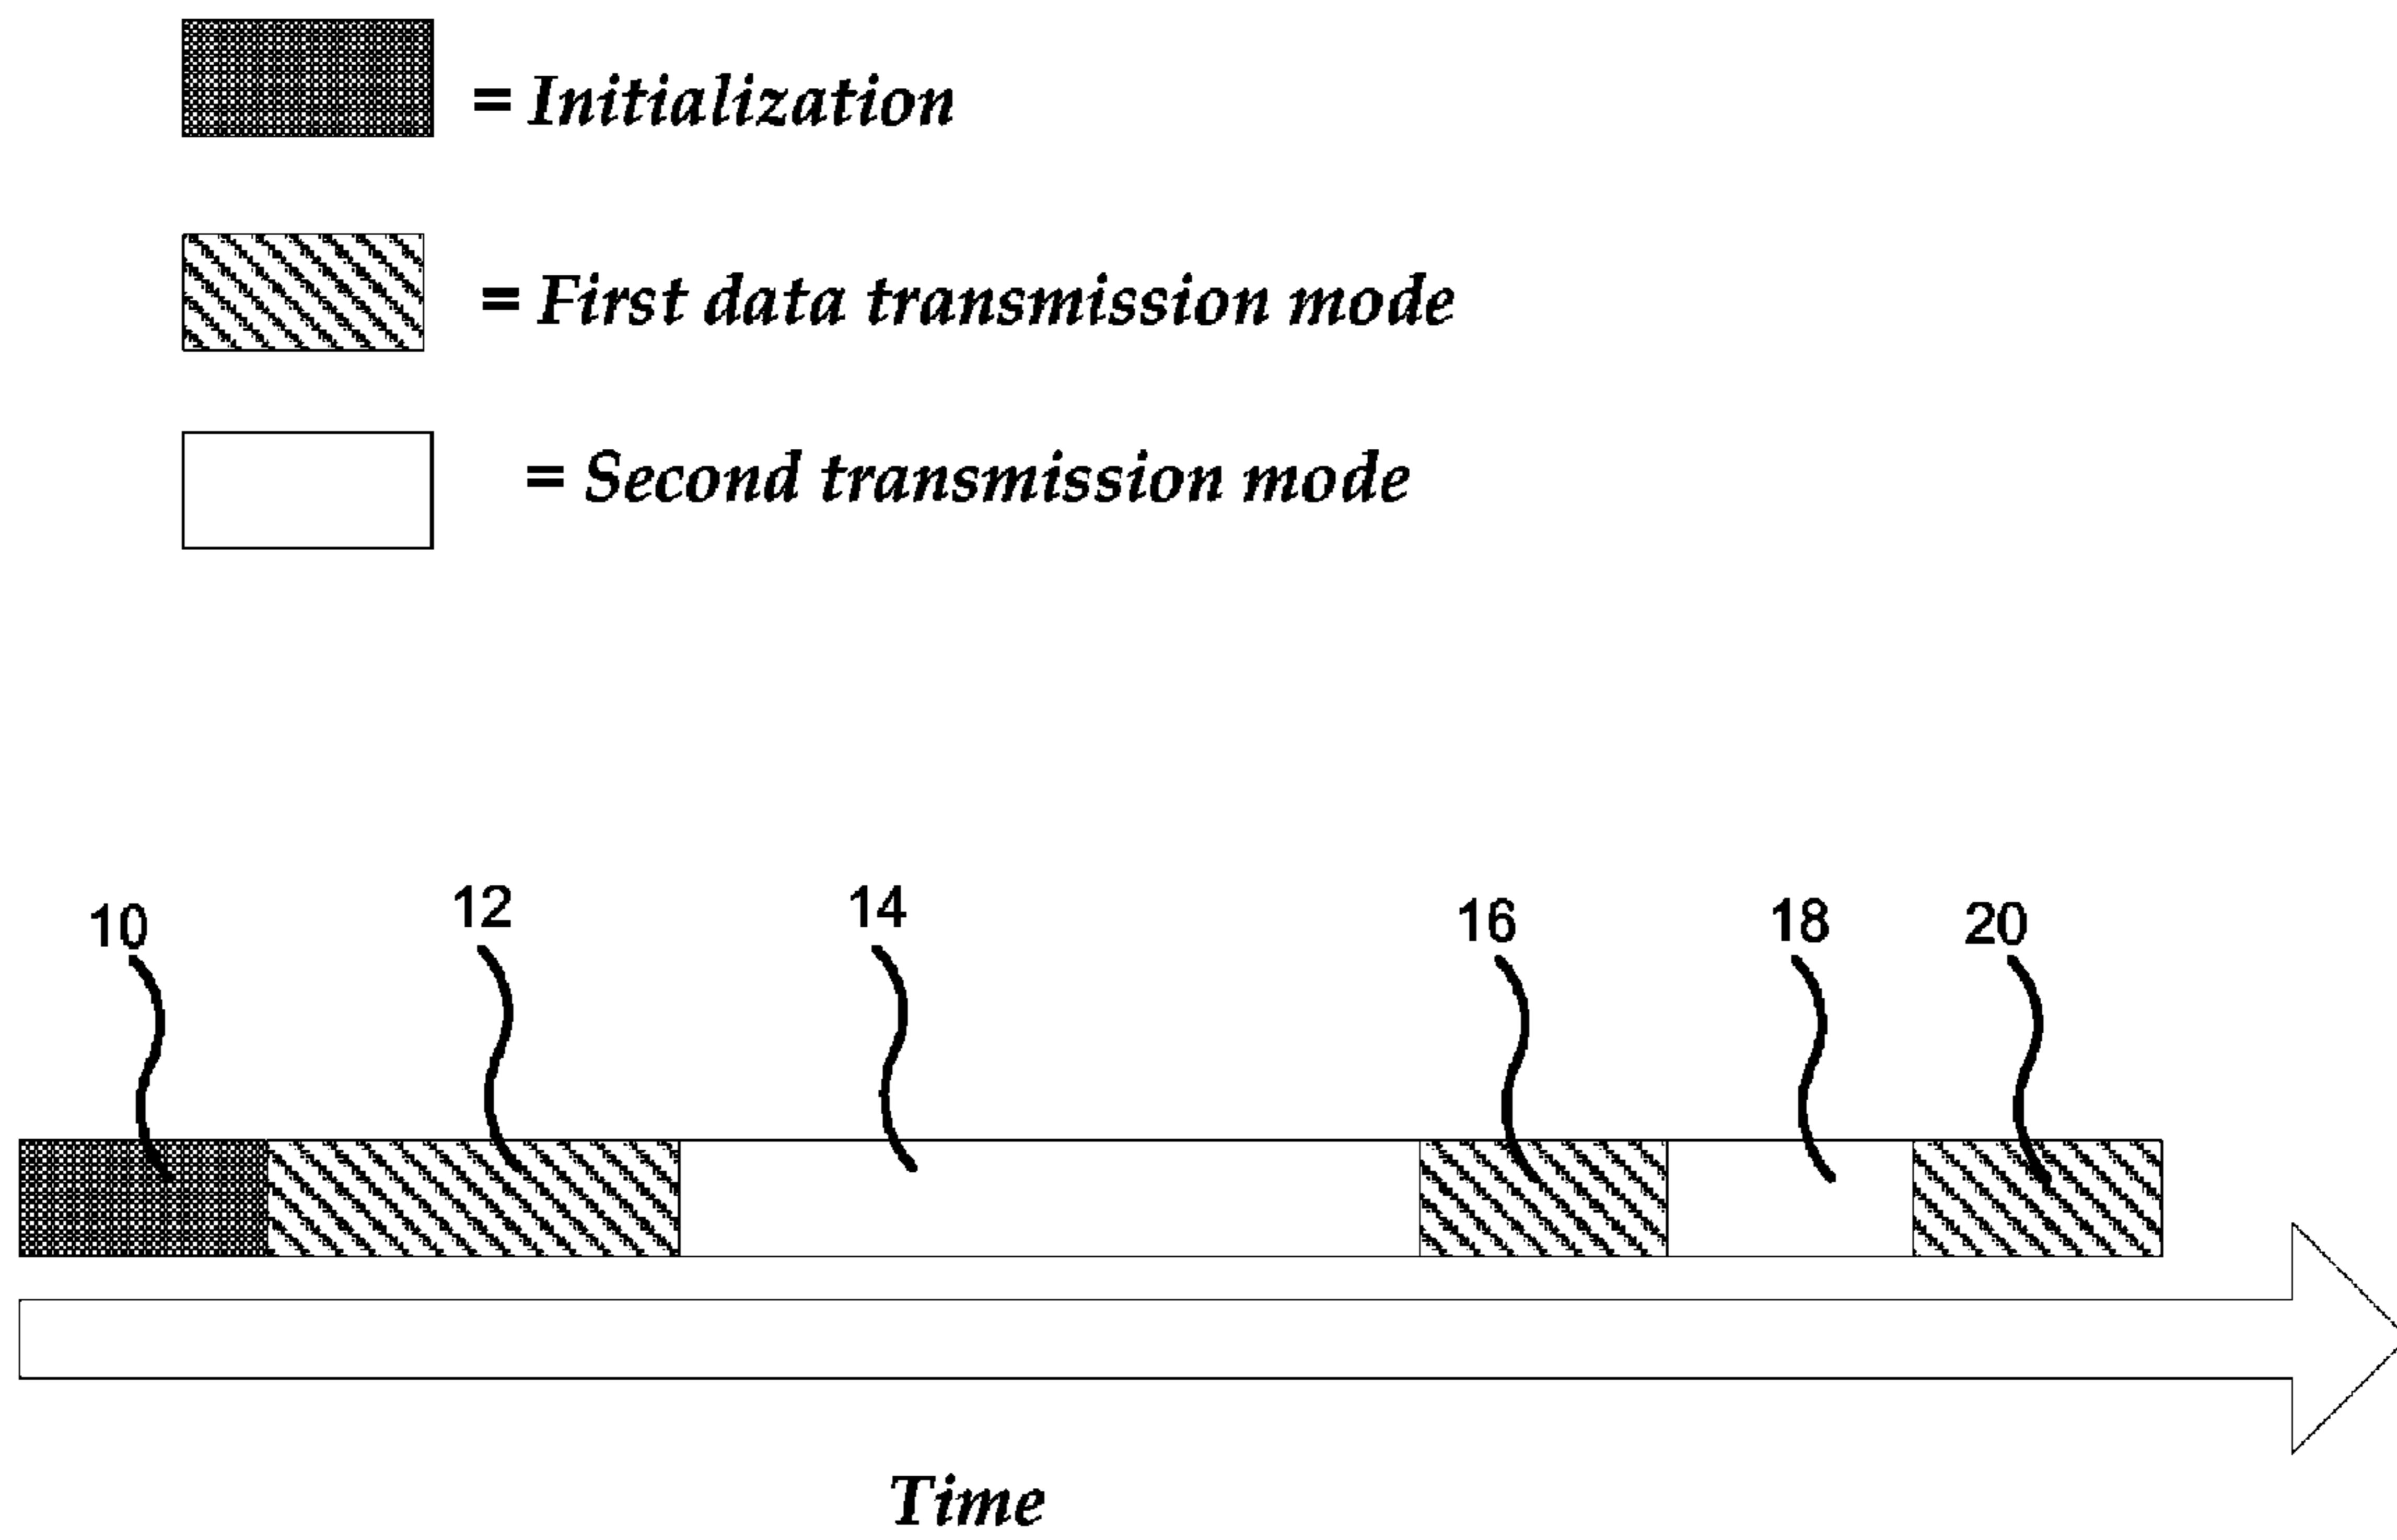 = Initialization
= First data transmission mode
= Second transmission mode
10 12 14 16 18 20
Time